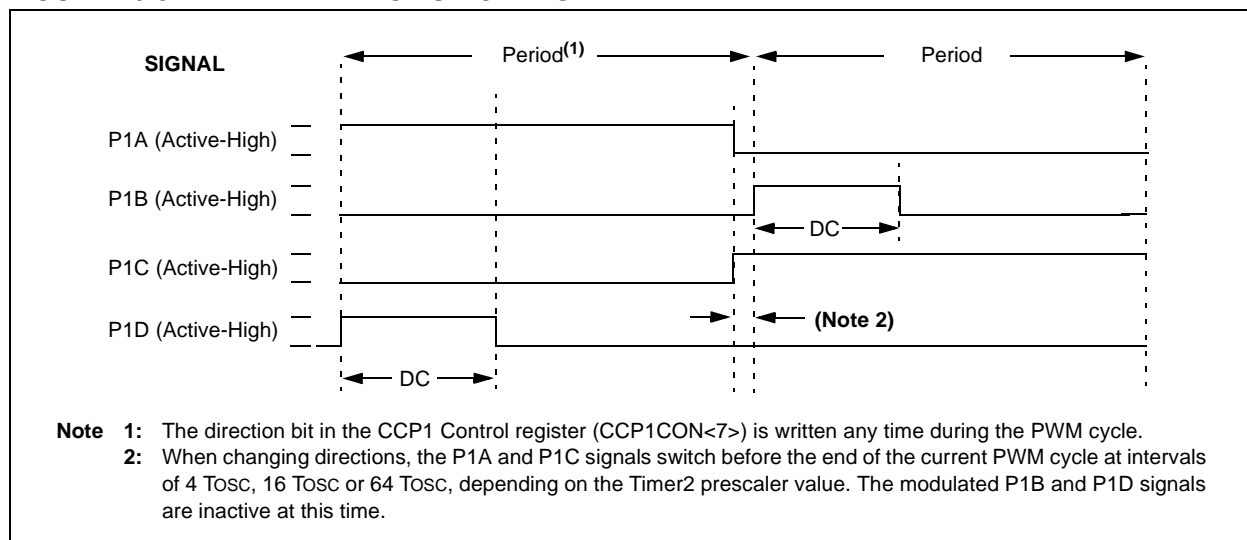 Period(1)
Period
SIGNAL
P1A (Active-High)
P1B (Active-High)
DC
P1C (Active-High)
P1D (Active-High)
(Note 2)
DC
Note 1: The direction bit in the CCP1 Control register (CCP1CON<7>) is written any time during the PWM cycle.
2: When changing directions, the P1A and P1C signals switch before the end of the current PWM cycle at intervals
of 4 TOSC, 16 TOSC or 64 TOSC, depending on the Timer2 prescaler value. The modulated P1B and P1D signals
are inactive at this time.